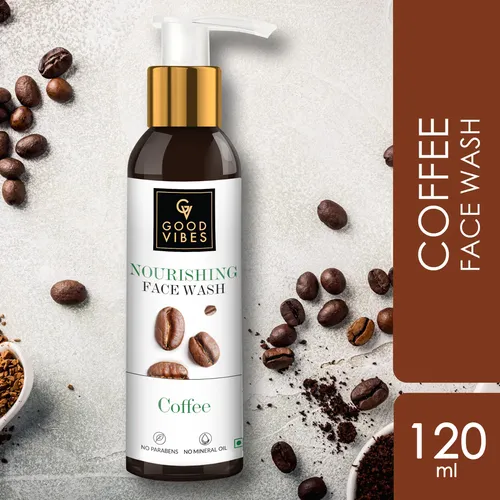 GV
GOOD
VIBES
NOURISHING
FACE WASH
Coffee
NO PARABENS
NO MINERAL OIL
COFFEE
FACE WASH
120
ml